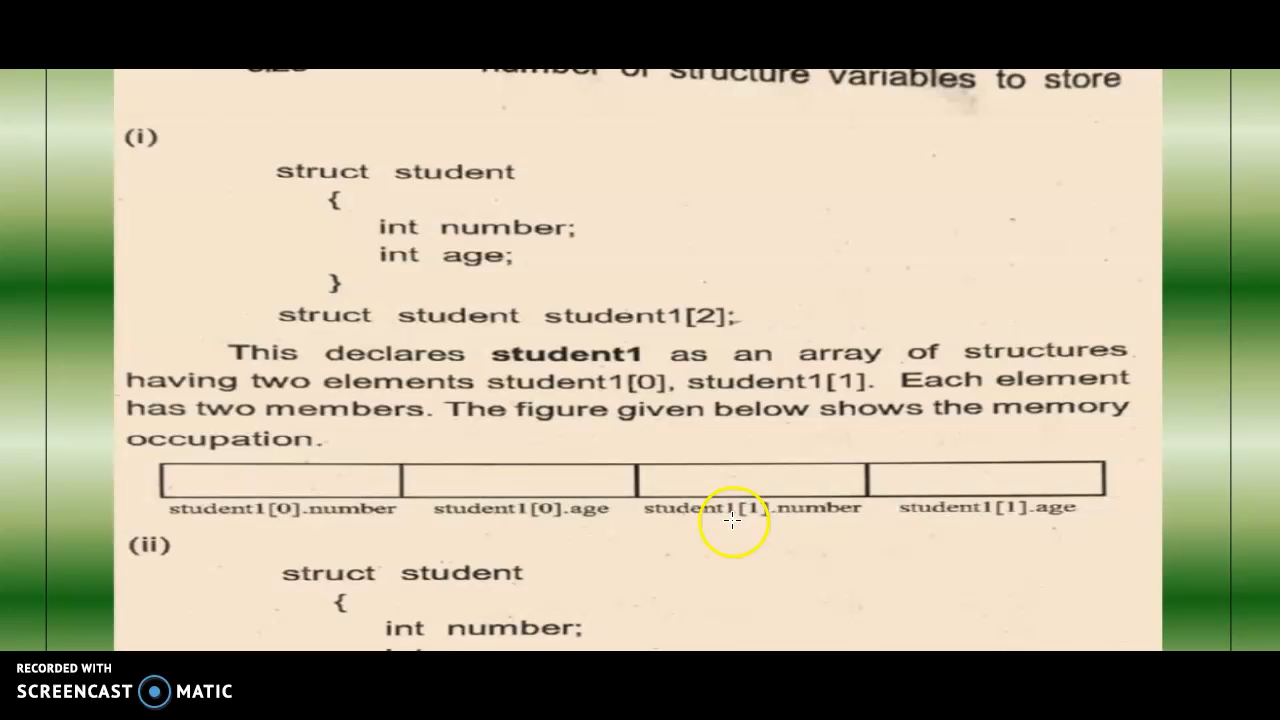 number of structure variables to store
(i)
struct student
{
int number;
int age;
}
struct student student1[2];
This declares student1 as an array of structures
having two elements student1[0], student1[1]. Each element
has two members. The figure given below shows the memory
occupation.
student1[0].number student1[0].age student1[1].number student1[1].age
(ii)
struct student
{
int number;
RECORDED WITH
SCREENCAST MATIC